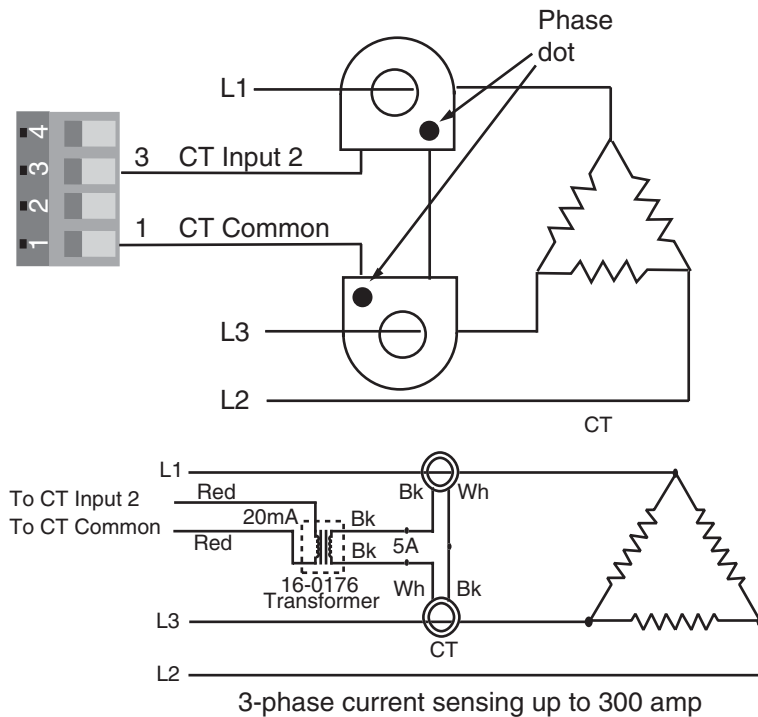 Phase
dot
L1
4
3
2
1
3 CT Input 2
1 CT Common
L3
L2
CT
L1
Bk Wh
To CT Input 2
Red
To CT Common
20mA
Bk
Red
Bk
5A
16-0176
Transformer
Wh Bk
L3
CT
L2
3-phase current sensing up to 300 amp